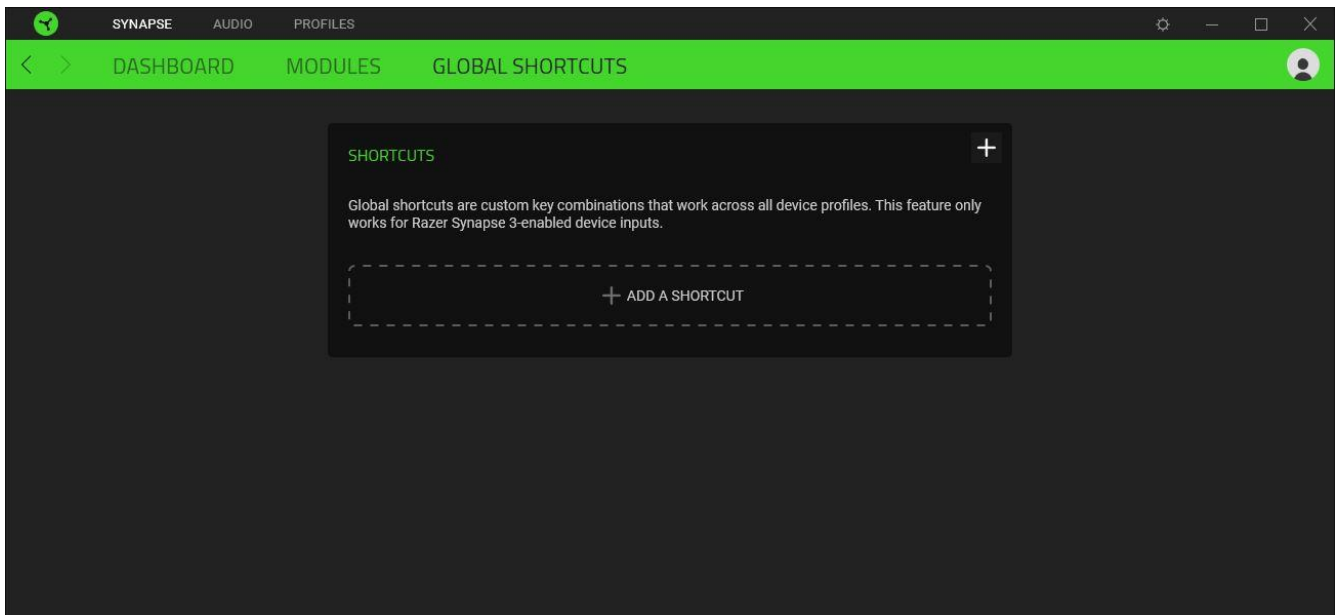 SYNAPSE AUDIO PROFILES
DASHBOARD MODULES GLOBAL SHORTCUTS
SHORTCUTS
Global shortcuts are custom key combinations that work across all device profiles. This feature only
works for Razer Synapse 3-enabled device inputs.
ADD A SHORTCUT